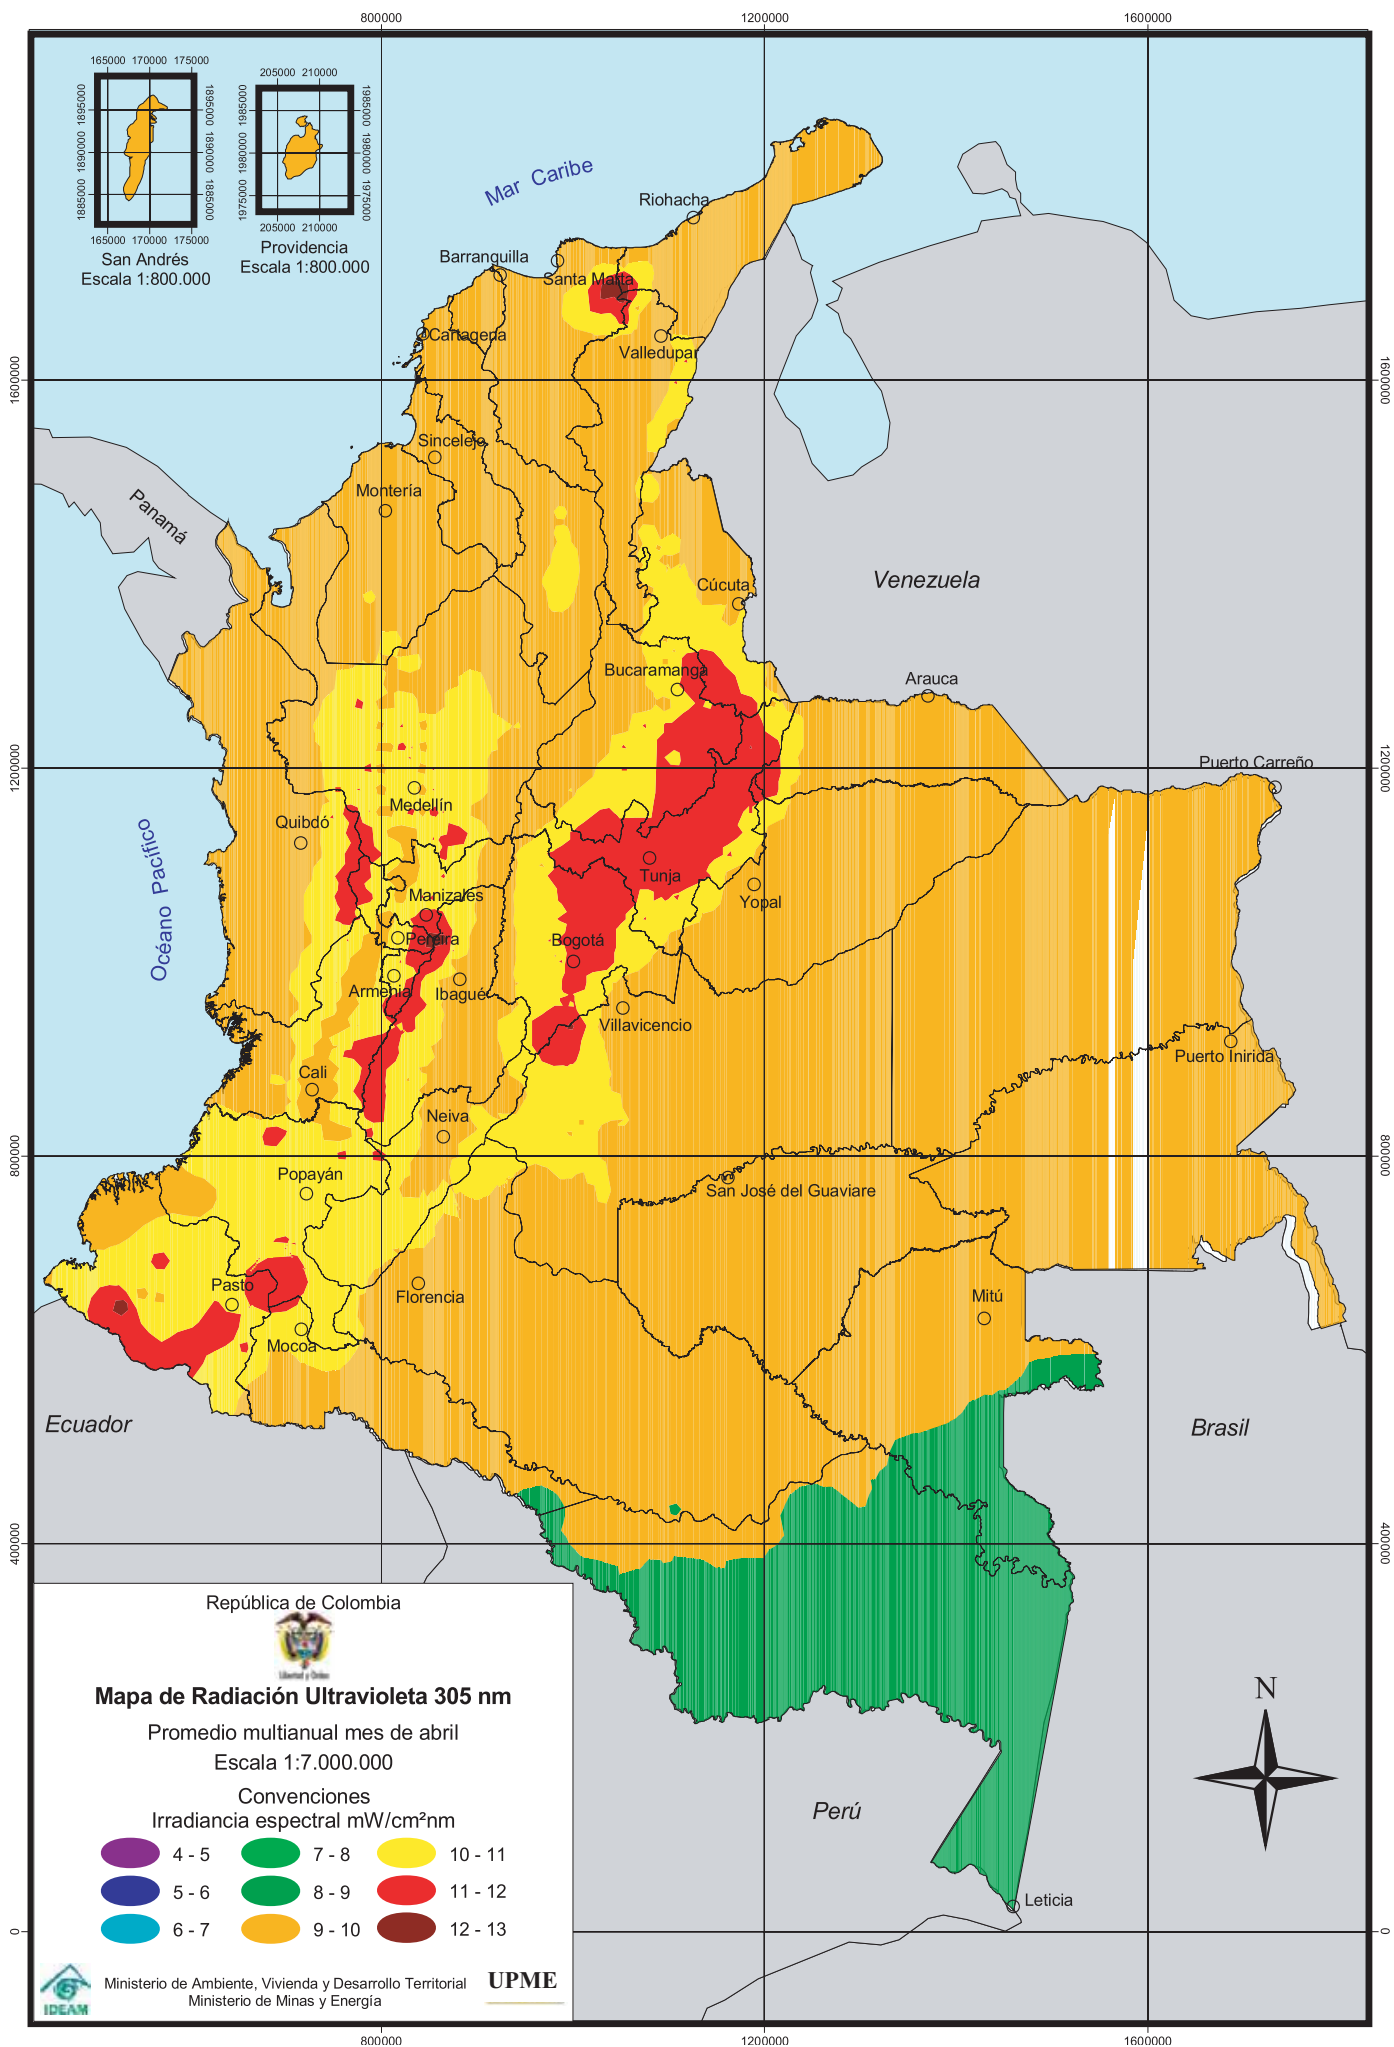 800000
1200000
1600000
165000 170000 175000
1895000
1890000
1885000
1895000
1890000
1885000
165000 170000 175000
San Andrés
Escala 1:800.000
205000 210000
1985000
1980000
1975000
1985000
1980000
1975000
205000 210000
Providencia
Escala 1:800.000
Mar Caribe
Riohacha
Barranquilla
Santa Marta
Cartagena
Valledupar
1600000
1600000
Sincelejo
Montería
Panamá
Venezuela
Cúcuta
Bucaramanga
Arauca
1200000
Puerto Carreño
1200000
Medellín
Quibdó
Océano Pacífico
Tunja
Manizales
Yopal
Pereira
Bogotá
Armenia
Ibagué
Villavicencio
Puerto Inirida
Cali
Neiva
800000
800000
Popayán
San José del Guaviare
Pasto
Florencia
Mitú
Mocoa
Ecuador
Brasil
400000
400000
República de Colombia
Libertad y Orden
Mapa de Radiación Ultravioleta 305 nm
Promedio multianual mes de abril
Escala 1:7.000.000
Convenciones
Irradiancia espectral mW/cm²nm
4 - 5
7 - 8
10 - 11
5 - 6
8 - 9
11 - 12
6 - 7
9 - 10
12 - 13
N
Perú
Leticia
0
0
IDEAM
Ministerio de Ambiente, Vivienda y Desarrollo Territorial
Ministerio de Minas y Energía
UPME
800000
1200000
1600000